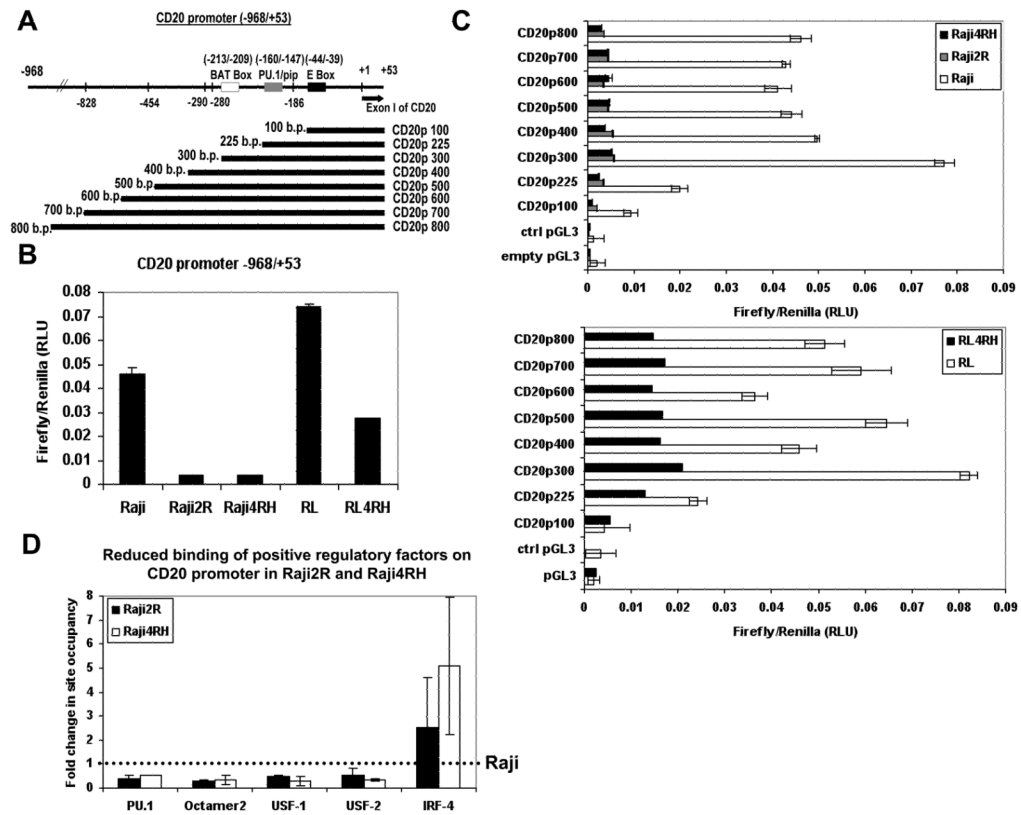 A
CD20 promoter (-968/+53)
(-213/-209) (-160/-147) (-44/-39)
-968 BAT Box PU.1/pip E Box +1 +53
-828 -454 -290 -280 -186 Exon I of CD20
100 b.p. CD20p 100
225 b.p. CD20p 225
300 b.p. CD20p 300
400 b.p. CD20p 400
500 b.p. CD20p 500
600 b.p. CD20p 600
700 b.p. CD20p 700
800 b.p. CD20p 800
B
CD20 promoter -968/+53
Firefly/Renilla (RLU
0.08
0.07
0.06
0.05
0.04
0.03
0.02
0.01
0
Raji Raji2R Raji4RH RL RL4RH
C
Raji4RH
Raji2R
Raji
CD20p800
CD20p700
CD20p600
CD20p500
CD20p400
CD20p300
CD20p225
CD20p100
ctrl pGL3
empty pGL3
0 0.01 0.02 0.03 0.04 0.05 0.06 0.07 0.08 0.09
Firefly/Renilla (RLU)
RL4RH
RL
CD20p800
CD20p700
CD20p600
CD20p500
CD20p400
CD20p300
CD20p225
CD20p100
ctrl pGL3
pGL3
0 0.01 0.02 0.03 0.04 0.05 0.06 0.07 0.08 0.09
Firefly/Renilla (RLU)
D
Reduced binding of positive regulatory factors on
CD20 promoter in Raji2R and Raji4RH
Fold change in site occupancy
8
7
6
5
4
3
2
1
0
Raji2R
Raji4RH
Raji
PU.1 Octamer2 USF-1 USF-2 IRF-4